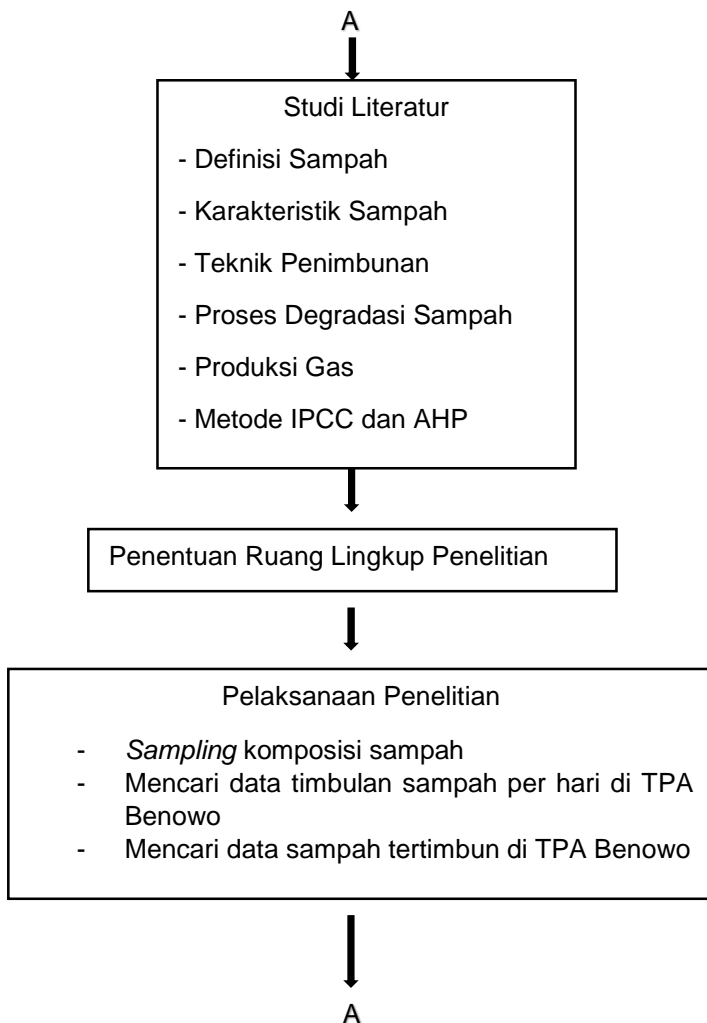 A
Studi Literatur
- Definisi Sampah
- Karakteristik Sampah
- Teknik Penimbunan
- Proses Degradasi Sampah
- Produksi Gas
- Metode IPCC dan AHP
Penentuan Ruang Lingkup Penelitian
Pelaksanaan Penelitian
- Sampling komposisi sampah
- Mencari data timbulan sampah per hari di TPA
Benowo
- Mencari data sampah tertimbun di TPA Benowo
A